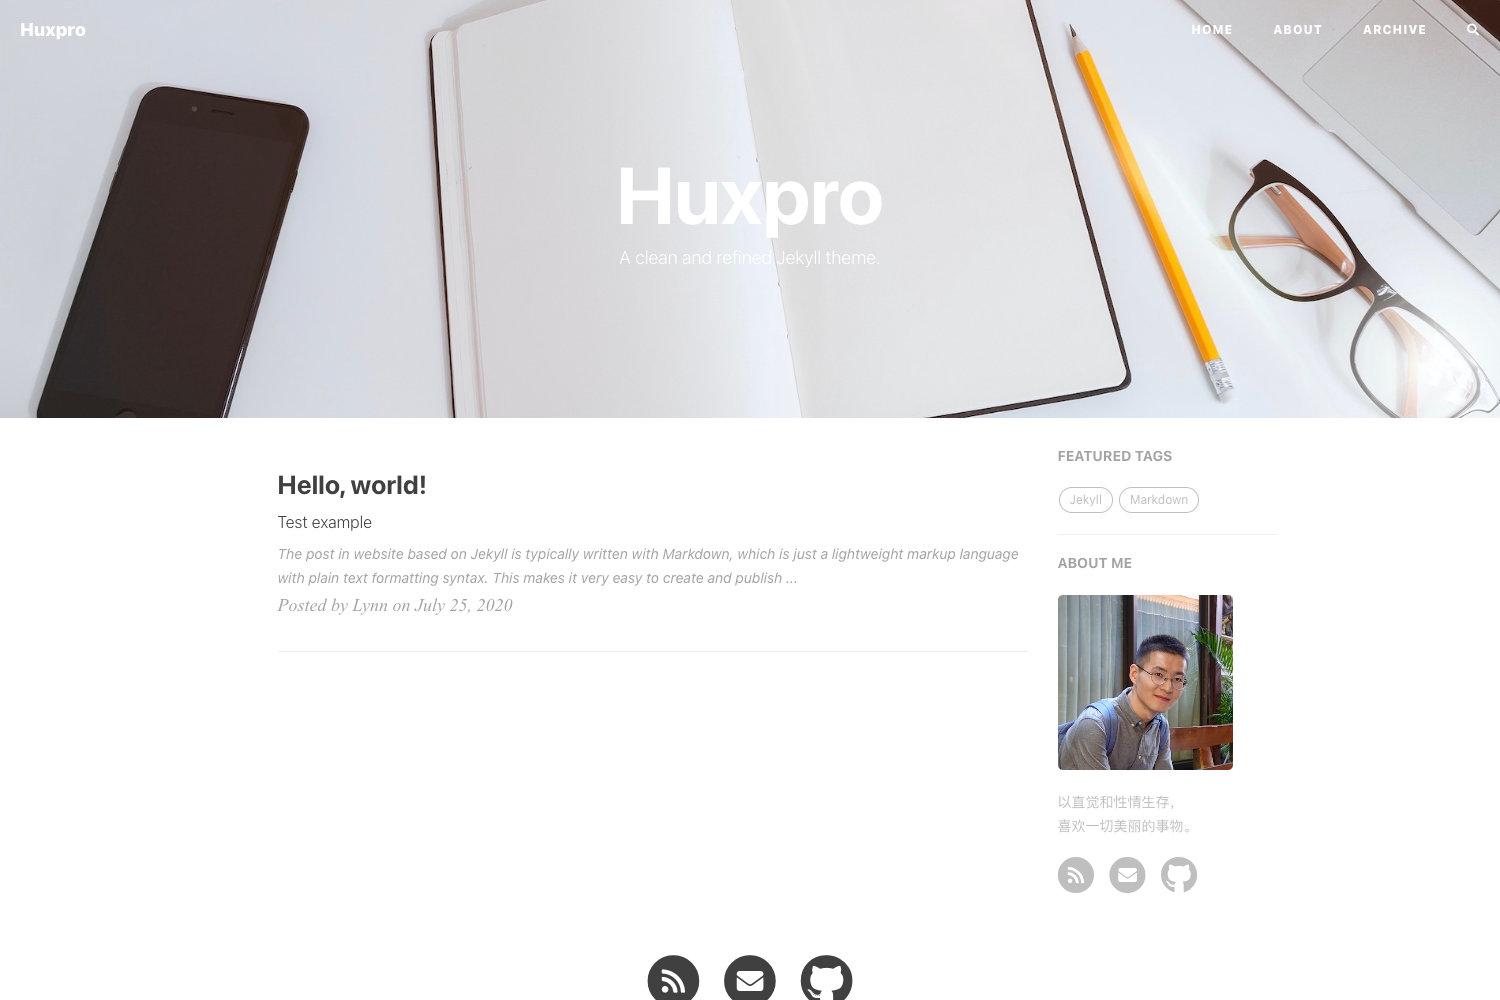 Huxpro
HOME ABOUT ARCHIVE
Huxpro
A clean and refined Jekyll theme.
Hello, world!
Test example
The post in website based on Jekyll is typically written with Markdown, which is just a lightweight markup language
with plain text formatting syntax. This makes it very easy to create and publish ...
Posted by Lynn on July 25, 2020
FEATURED TAGS
Jekyll Markdown
ABOUT ME
以直觉和性情生存，
喜欢一切美丽的事物。